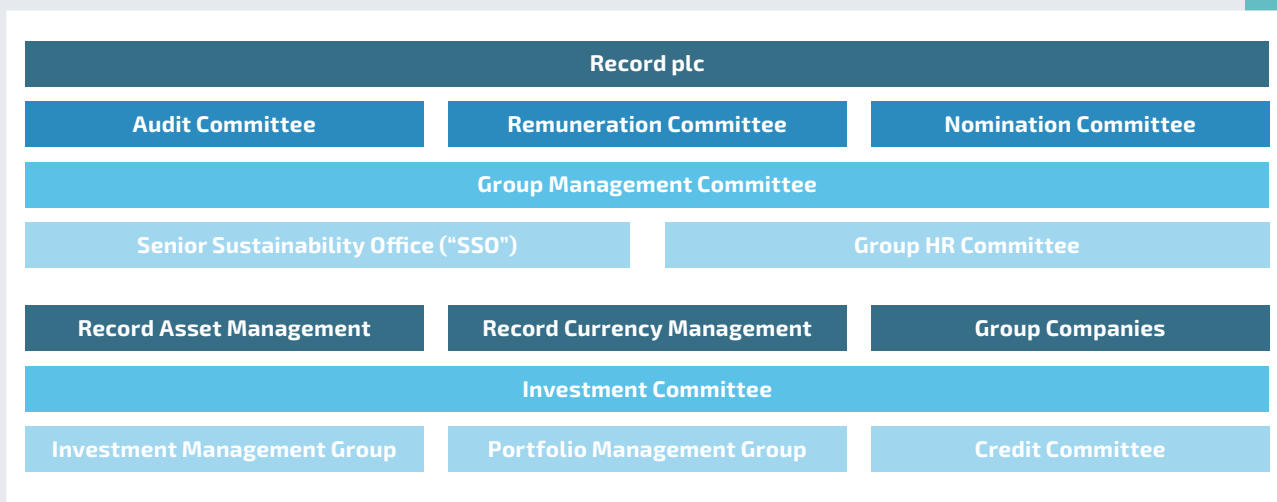 Record plc
Audit Committee
Remuneration Committee
Nomination Committee
Group Management Committee
Senior Sustainability Office (“SSO”)
Group HR Committee
Record Asset Management
Record Currency Management
Group Companies
Investment Committee
Investment Management Group
Portfolio Management Group
Credit Committee